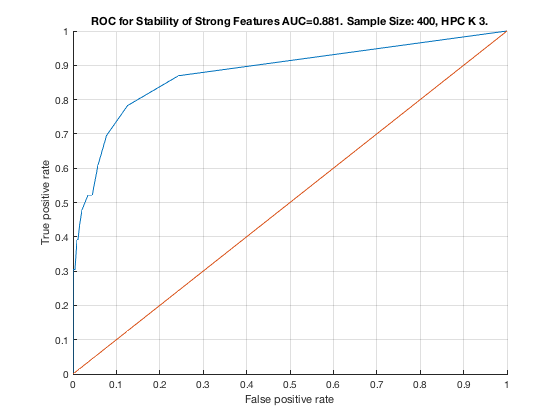 ROC for Stability of Strong Features AUC=0.881. Sample Size: 400, HPC K 3.
1
0.9
0.8
0.7
0.6
0.5
0.4
0.3
0.2
0.1
0
True positive rate
0 0.1 0.2 0.3 0.4 0.5 0.6 0.7 0.8 0.9 1
False positive rate